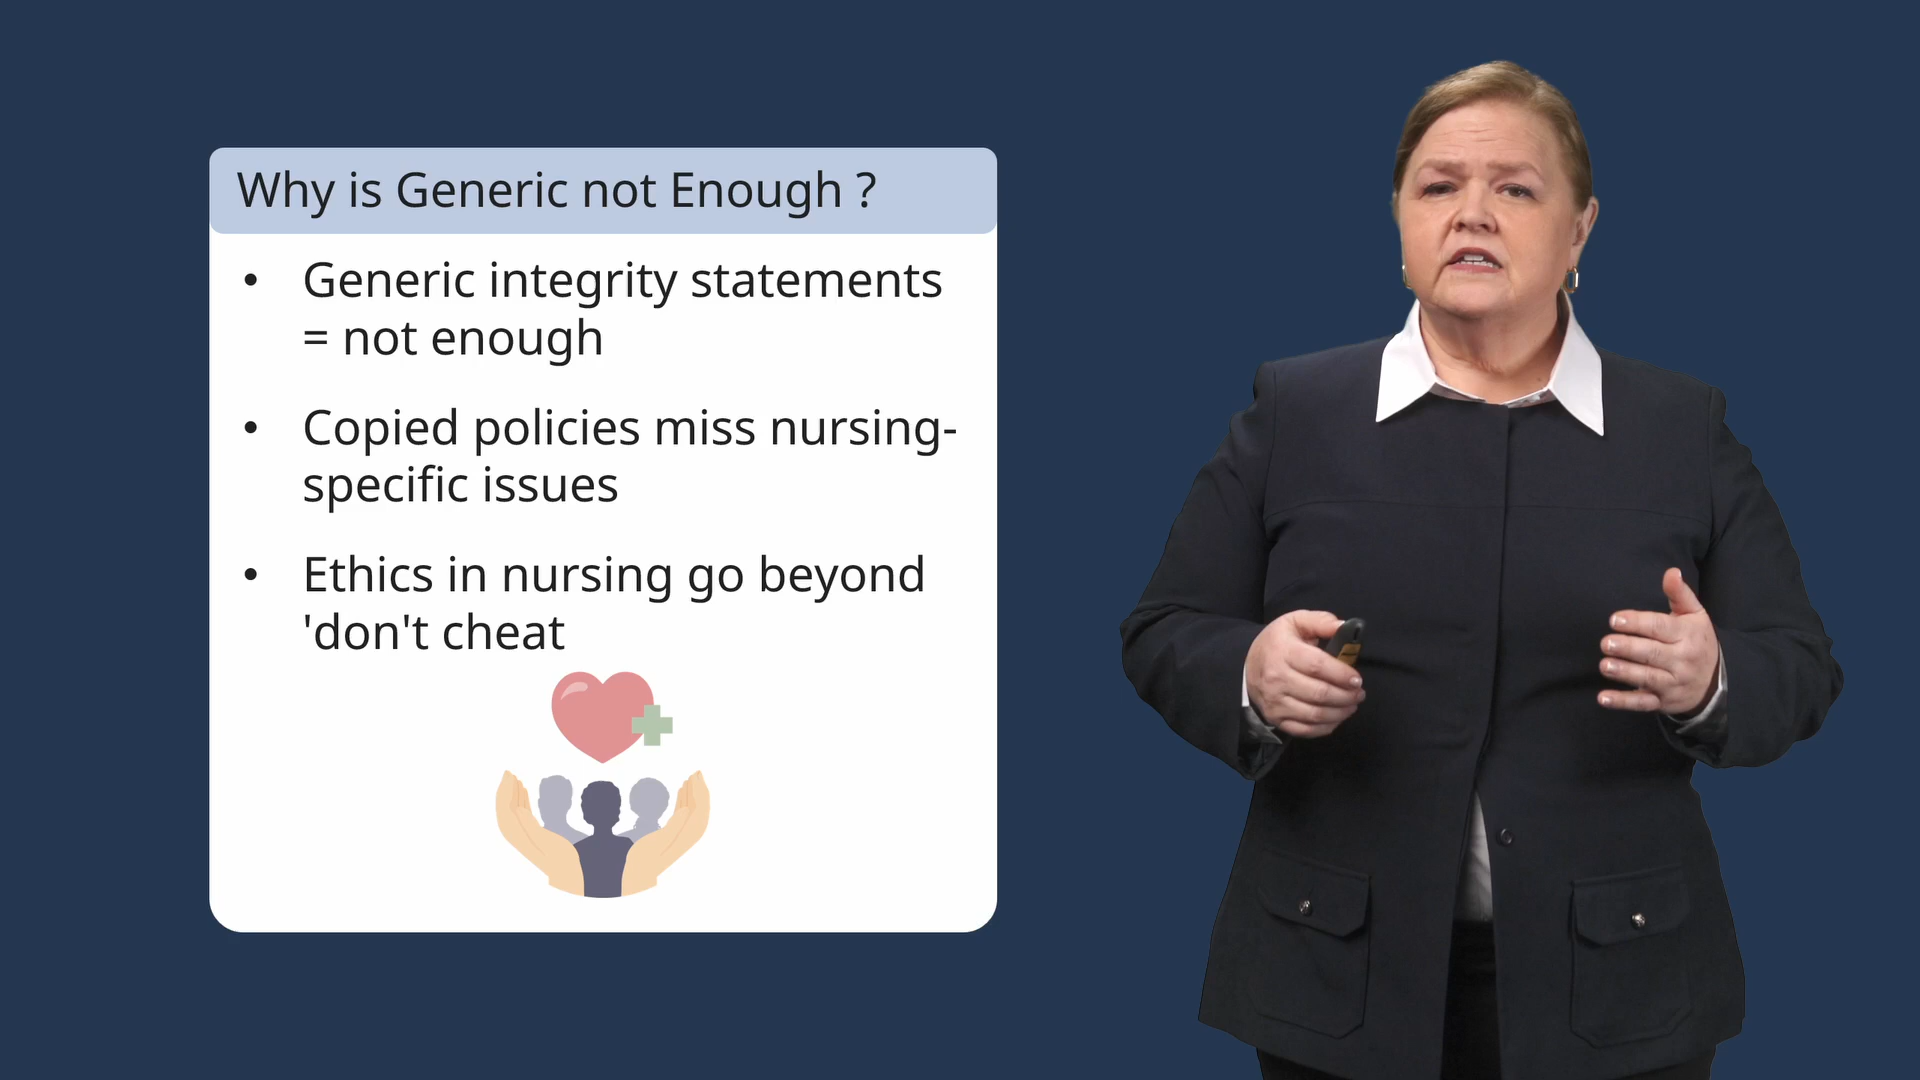 Why is Generic not Enough ?
• Generic integrity statements
= not enough
• Copied policies miss nursing-
specific issues
• Ethics in nursing go beyond
'don't cheat